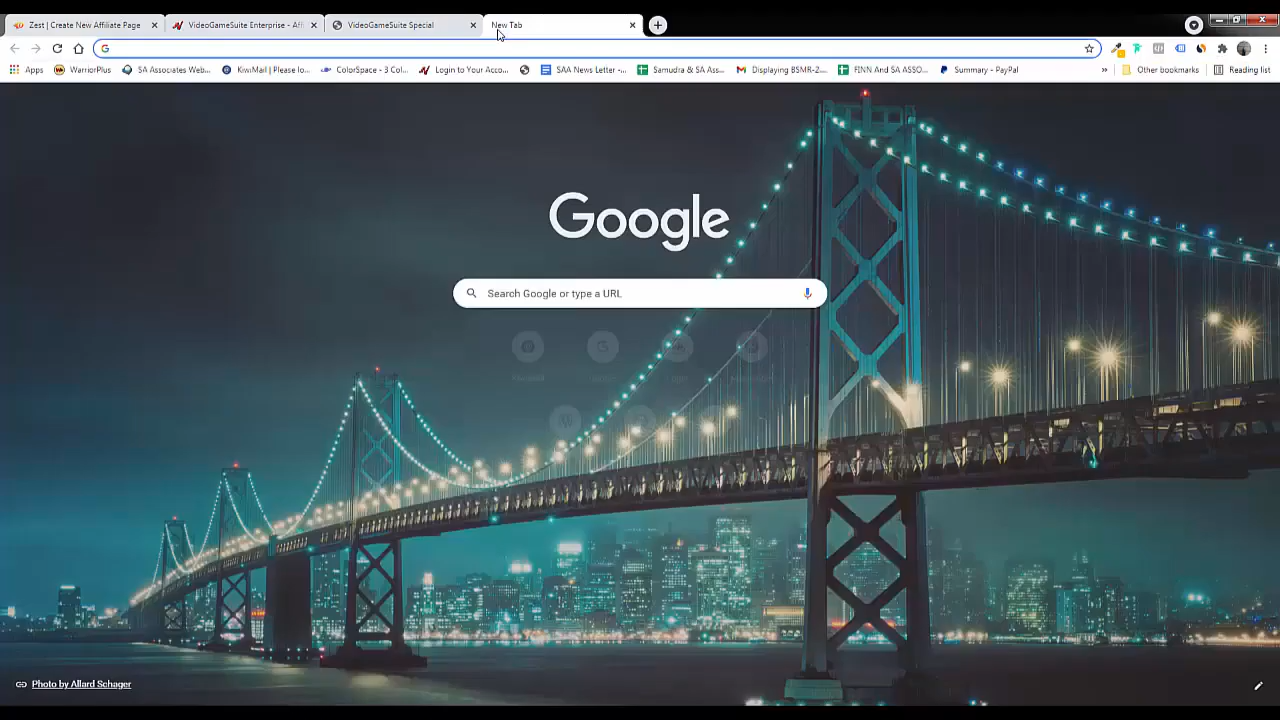 Zest | Create New Affiliate Page
VideoGameSuite Enterprise - Affi
VideoGameSuite Special
New Tab
Apps
WarriorPlus
SA Associates Web...
KiwiMail | Please lo...
ColorSpace - 3 Col...
Login to Your Acco...
SAA News Letter -...
Samudra & SA Ass...
Displaying BSMR-2...
FINN And SA ASSO...
Summary - PayPal
»
Other bookmarks
Reading list
Google
Search Google or type a URL
Photo by Allard Schager